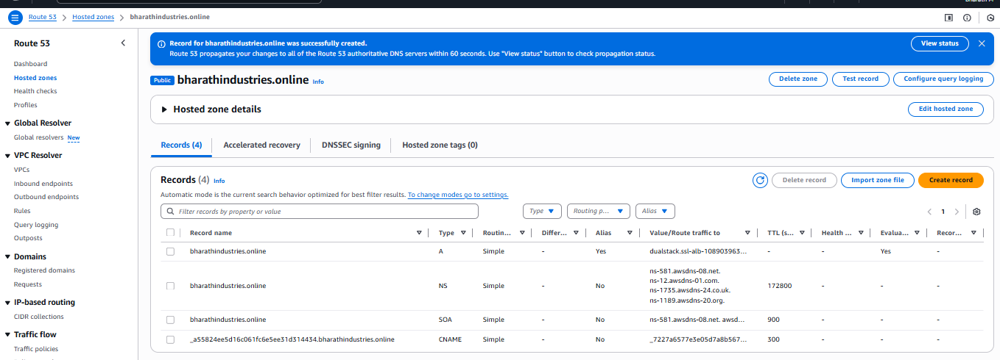 Route 53 > Hosted zones > bharathindustries.online
Route 53
Dashboard
Hosted zones
Health checks
Profiles
Global Resolver
Global resolvers New
VPC Resolver
VPCs
Inbound endpoints
Outbound endpoints
Rules
Query logging
Outposts
Domains
Registered domains
Requests
IP-based routing
CIDR collections
Traffic flow
Traffic policies
Record for bharathindustries.online was successfully created.
Route 53 propagates your changes to all of the Route 53 authoritative DNS servers within 60 seconds. Use "View status" button to check propagation status.
View status
Public bharathindustries.online Info
Delete zone Test record Configure query logging
Hosted zone details
Edit hosted zone
Records (4) Accelerated recovery DNSSEC signing Hosted zone tags (0)
Records (4) Info
Delete record Import zone file Create record
Automatic mode is the current search behavior optimized for best filter results. To change modes go to settings.
Filter records by property or value
Type Routing p... Alias
1
Record name Type Routin... Differ... Alias Value/Route traffic to TTL (s... Health ... Evalua... Recor...
bharathindustries.online A Simple - Yes dualstack.ssl-alb-108903963... - - Yes -
bharathindustries.online NS Simple - No ns-581.awsdns-08.net.
ns-12.awsdns-01.com.
ns-1735.awsdns-24.co.uk.
ns-1189.awsdns-20.org.
172800 - - -
bharathindustries.online SOA Simple - No ns-581.awsdns-08.net. awsd... 900 - - -
_a55824ee5d16c061fc6e5ee31d314434.bharathindustries.online CNAME Simple - No _7227a6577e3e05d7a8b567... 300 - - -